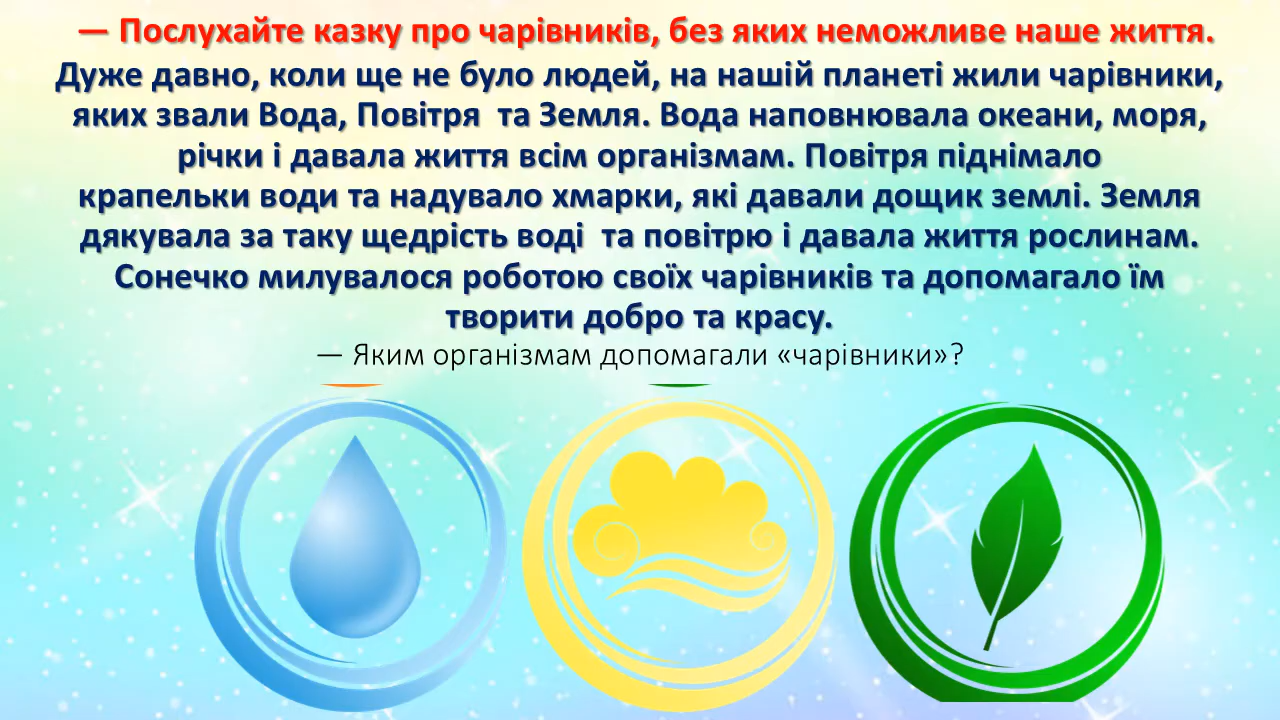 — Послухайте казку про чарівників, без яких неможливе наше життя.
Дуже давно, коли ще не було людей, на нашій планеті жили чарівники,
яких звали Вода, Повітря та Земля. Вода наповнювала океани, моря,
річки і давала життя всім організмам. Повітря піднімало
крапельки води та надувало хмарки, які давали дощик землі. Земля
дякувала за таку щедрість воді та повітрю і давала життя рослинам.
Сонечко милувалося роботою своїх чарівників та допомагало їм
творити добро та красу.
— Яким організмам допомагали «чарівники»?